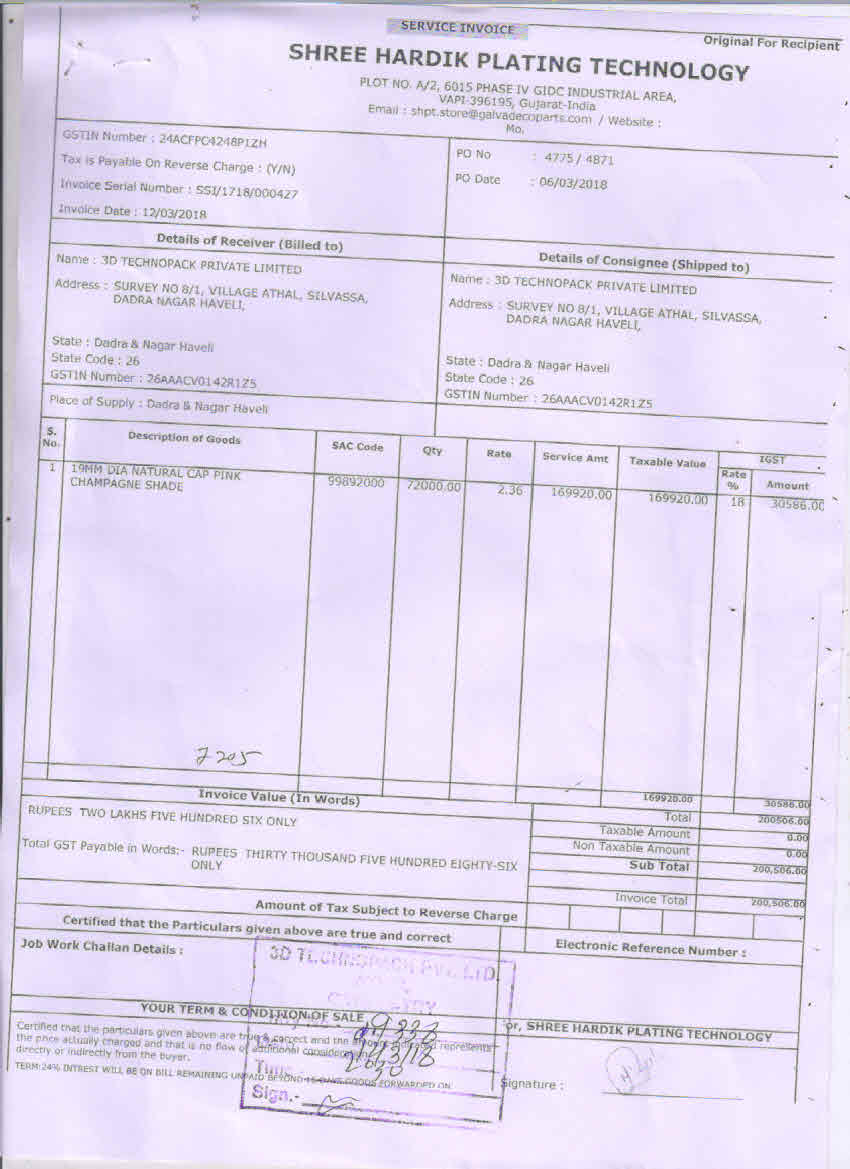 SERVICE INVOICE
Original For Recipient
SHREE HARDIK PLATING TECHNOLOGY
PLOT NO. A/2, 6015 PHASE IV GIDC INDUSTRIAL AREA,
VAPI-396195, Gujarat-India
Email : shpt.store@galvadecoparts.com / Website :
Mo.
GSTIN Number : 24ACFPC4248P1ZH
Tax is Payable On Reverse Charge : (Y/N)
Invoice Serial Number : SSI/1718/000427
Invoice Date : 12/03/2018
PO No : 4775 / 4871
PO Date : 06/03/2018
Details of Receiver (Billed to)
Name : 3D TECHNOPACK PRIVATE LIMITED
Address : SURVEY NO 8/1, VILLAGE ATHAL, SILVASSA,
DADRA NAGAR HAVELI,
State : Dadra & Nagar Haveli
State Code : 26
GSTIN Number : 26AAACV0142R1Z5
Place of Supply : Dadra & Nagar Haveli
Details of Consignee (Shipped to)
Name : 3D TECHNOPACK PRIVATE LIMITED
Address : SURVEY NO 8/1, VILLAGE ATHAL, SILVASSA,
DADRA NAGAR HAVELI,
State : Dadra & Nagar Haveli
State Code : 26
GSTIN Number : 26AAACV0142R1Z5
S. No. Description of Goods SAC Code Qty Rate Service Amt Taxable Value IGST
Rate % Amount
1 19MM DIA NATURAL CAP PINK 99892000 72000.00 2.36 169920.00 169920.00 18 30586.00
CHAMPAGNE SHADE
7205
169920.00 30586.00
Invoice Value (In Words)
RUPEES TWO LAKHS FIVE HUNDRED SIX ONLY
Total GST Payable in Words:- RUPEES THIRTY THOUSAND FIVE HUNDRED EIGHTY-SIX
ONLY
Total 200506.00
Taxable Amount 0.00
Non Taxable Amount 0.00
Sub Total 200,506.00
Invoice Total 200,506.00
Amount of Tax Subject to Reverse Charge
Certified that the Particulars given above are true and correct
Electronic Reference Number :
Job Work Challan Details :
3D TECHNOPACK PVT. LTD.
YOUR TERM & CONDITION OF SALE
Certified that the particulars given above are true & correct and the amount indicated represents
the price actually charged and that is no flow of additional
directly or indirectly from the buyer.
TERM:24% INTREST WILL BE ON BILL REMAINING UNPAID BEYOND 15 DAYS GOODS FORWARDED ON
Sign.-
or, SHREE HARDIK PLATING TECHNOLOGY
Signature :